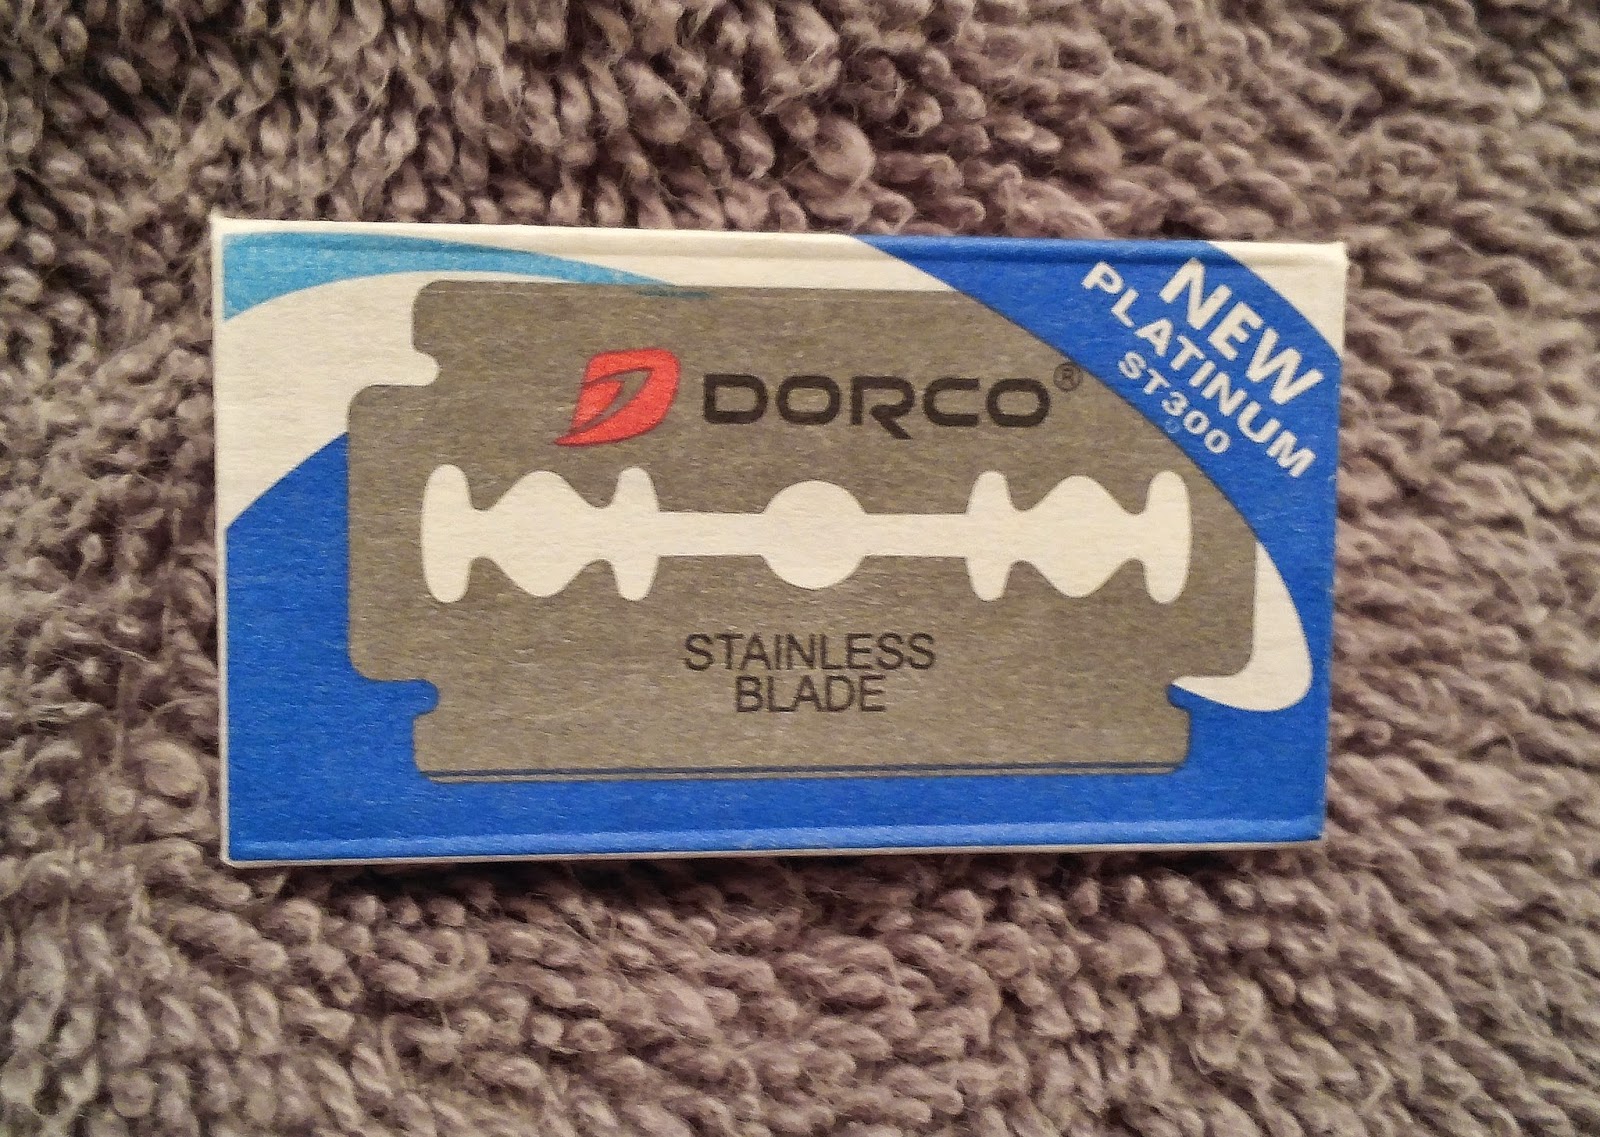 NEW
PLATINUM
ST300
DORCO®
STAINLESS
BLADE